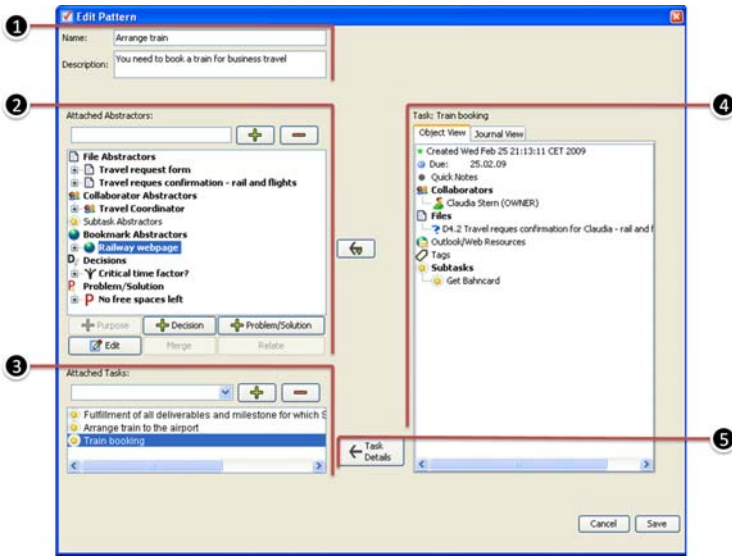 Edit Pattern
1
Name: Arrange train
Description: You need to book a train for business travel
2
Attached Abstractors:
File Abstractors
Travel request form
Travel reques confirmation - rail and flights
Collaborator Abstractors
Travel Coordinator
Subtask Abstractors
Bookmark Abstractors
Railway webpage
Decisions
Critical time factor?
Problem/Solution
No free spaces left
Purpose Decision Problem/Solution
Edit Merge Relate
3
Attached Tasks:
Fulfillment of all deliverables and milestone for which S
Arrange train to the airport
Train booking
4
Task: Train booking
Object View Journal View
Created Wed Feb 25 21:13:11 CET 2009
Due: 25.02.09
Quick Notes
Collaborators
Claudia Stern (OWNER)
Files
D4.2 Travel reques confirmation for Claudia - rail and f
Outlook/Web Resources
Tags
Subtasks
Get Bahncard
5
Task
Details
Cancel Save